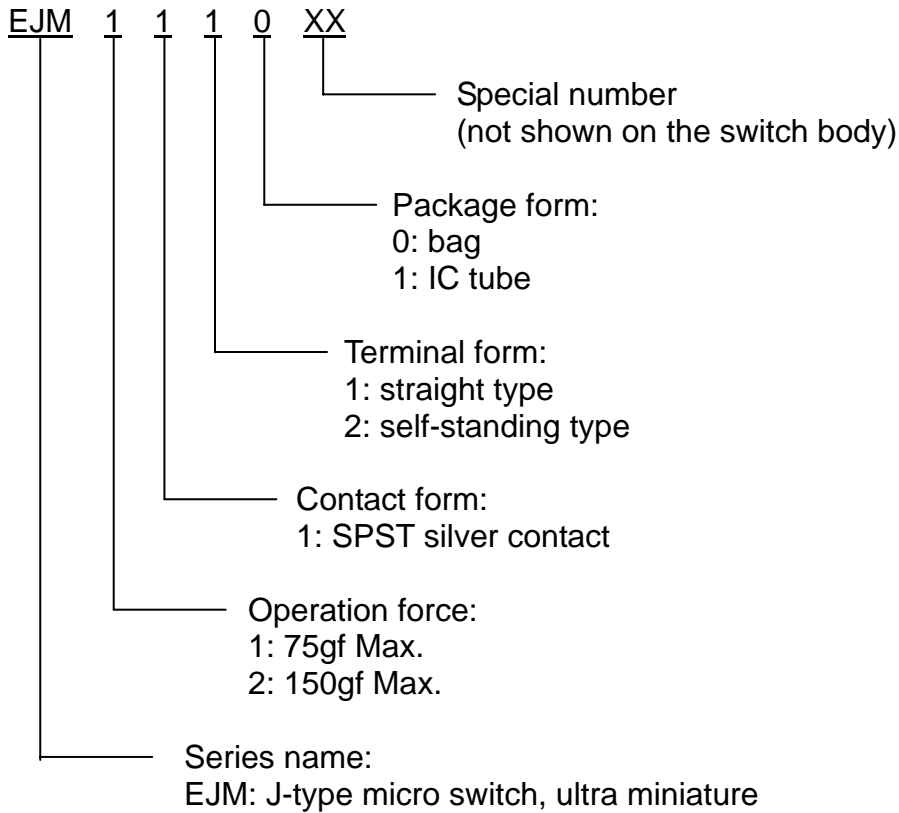 EJM 1 1 1 0 XX
Special number
(not shown on the switch body)
Package form:
0: bag
1: IC tube
Terminal form:
1: straight type
2: self-standing type
Contact form:
1: SPST silver contact
Operation force:
1: 75gf Max.
2: 150gf Max.
Series name:
EJM: J-type micro switch, ultra miniature